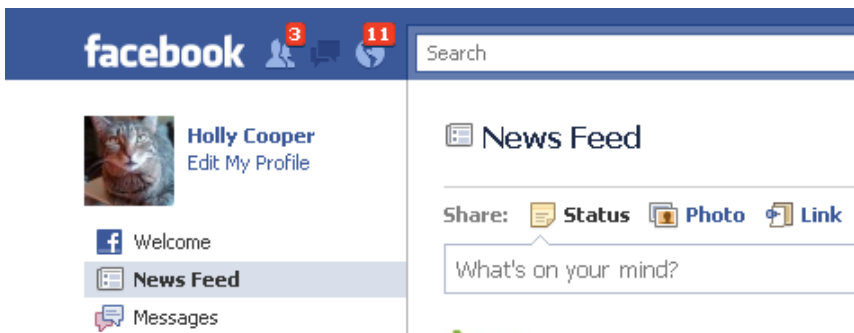 facebook 3 11 Search
Holly Cooper
Edit My Profile
Welcome
News Feed
Messages
News Feed
Share: Status Photo Link
What's on your mind?